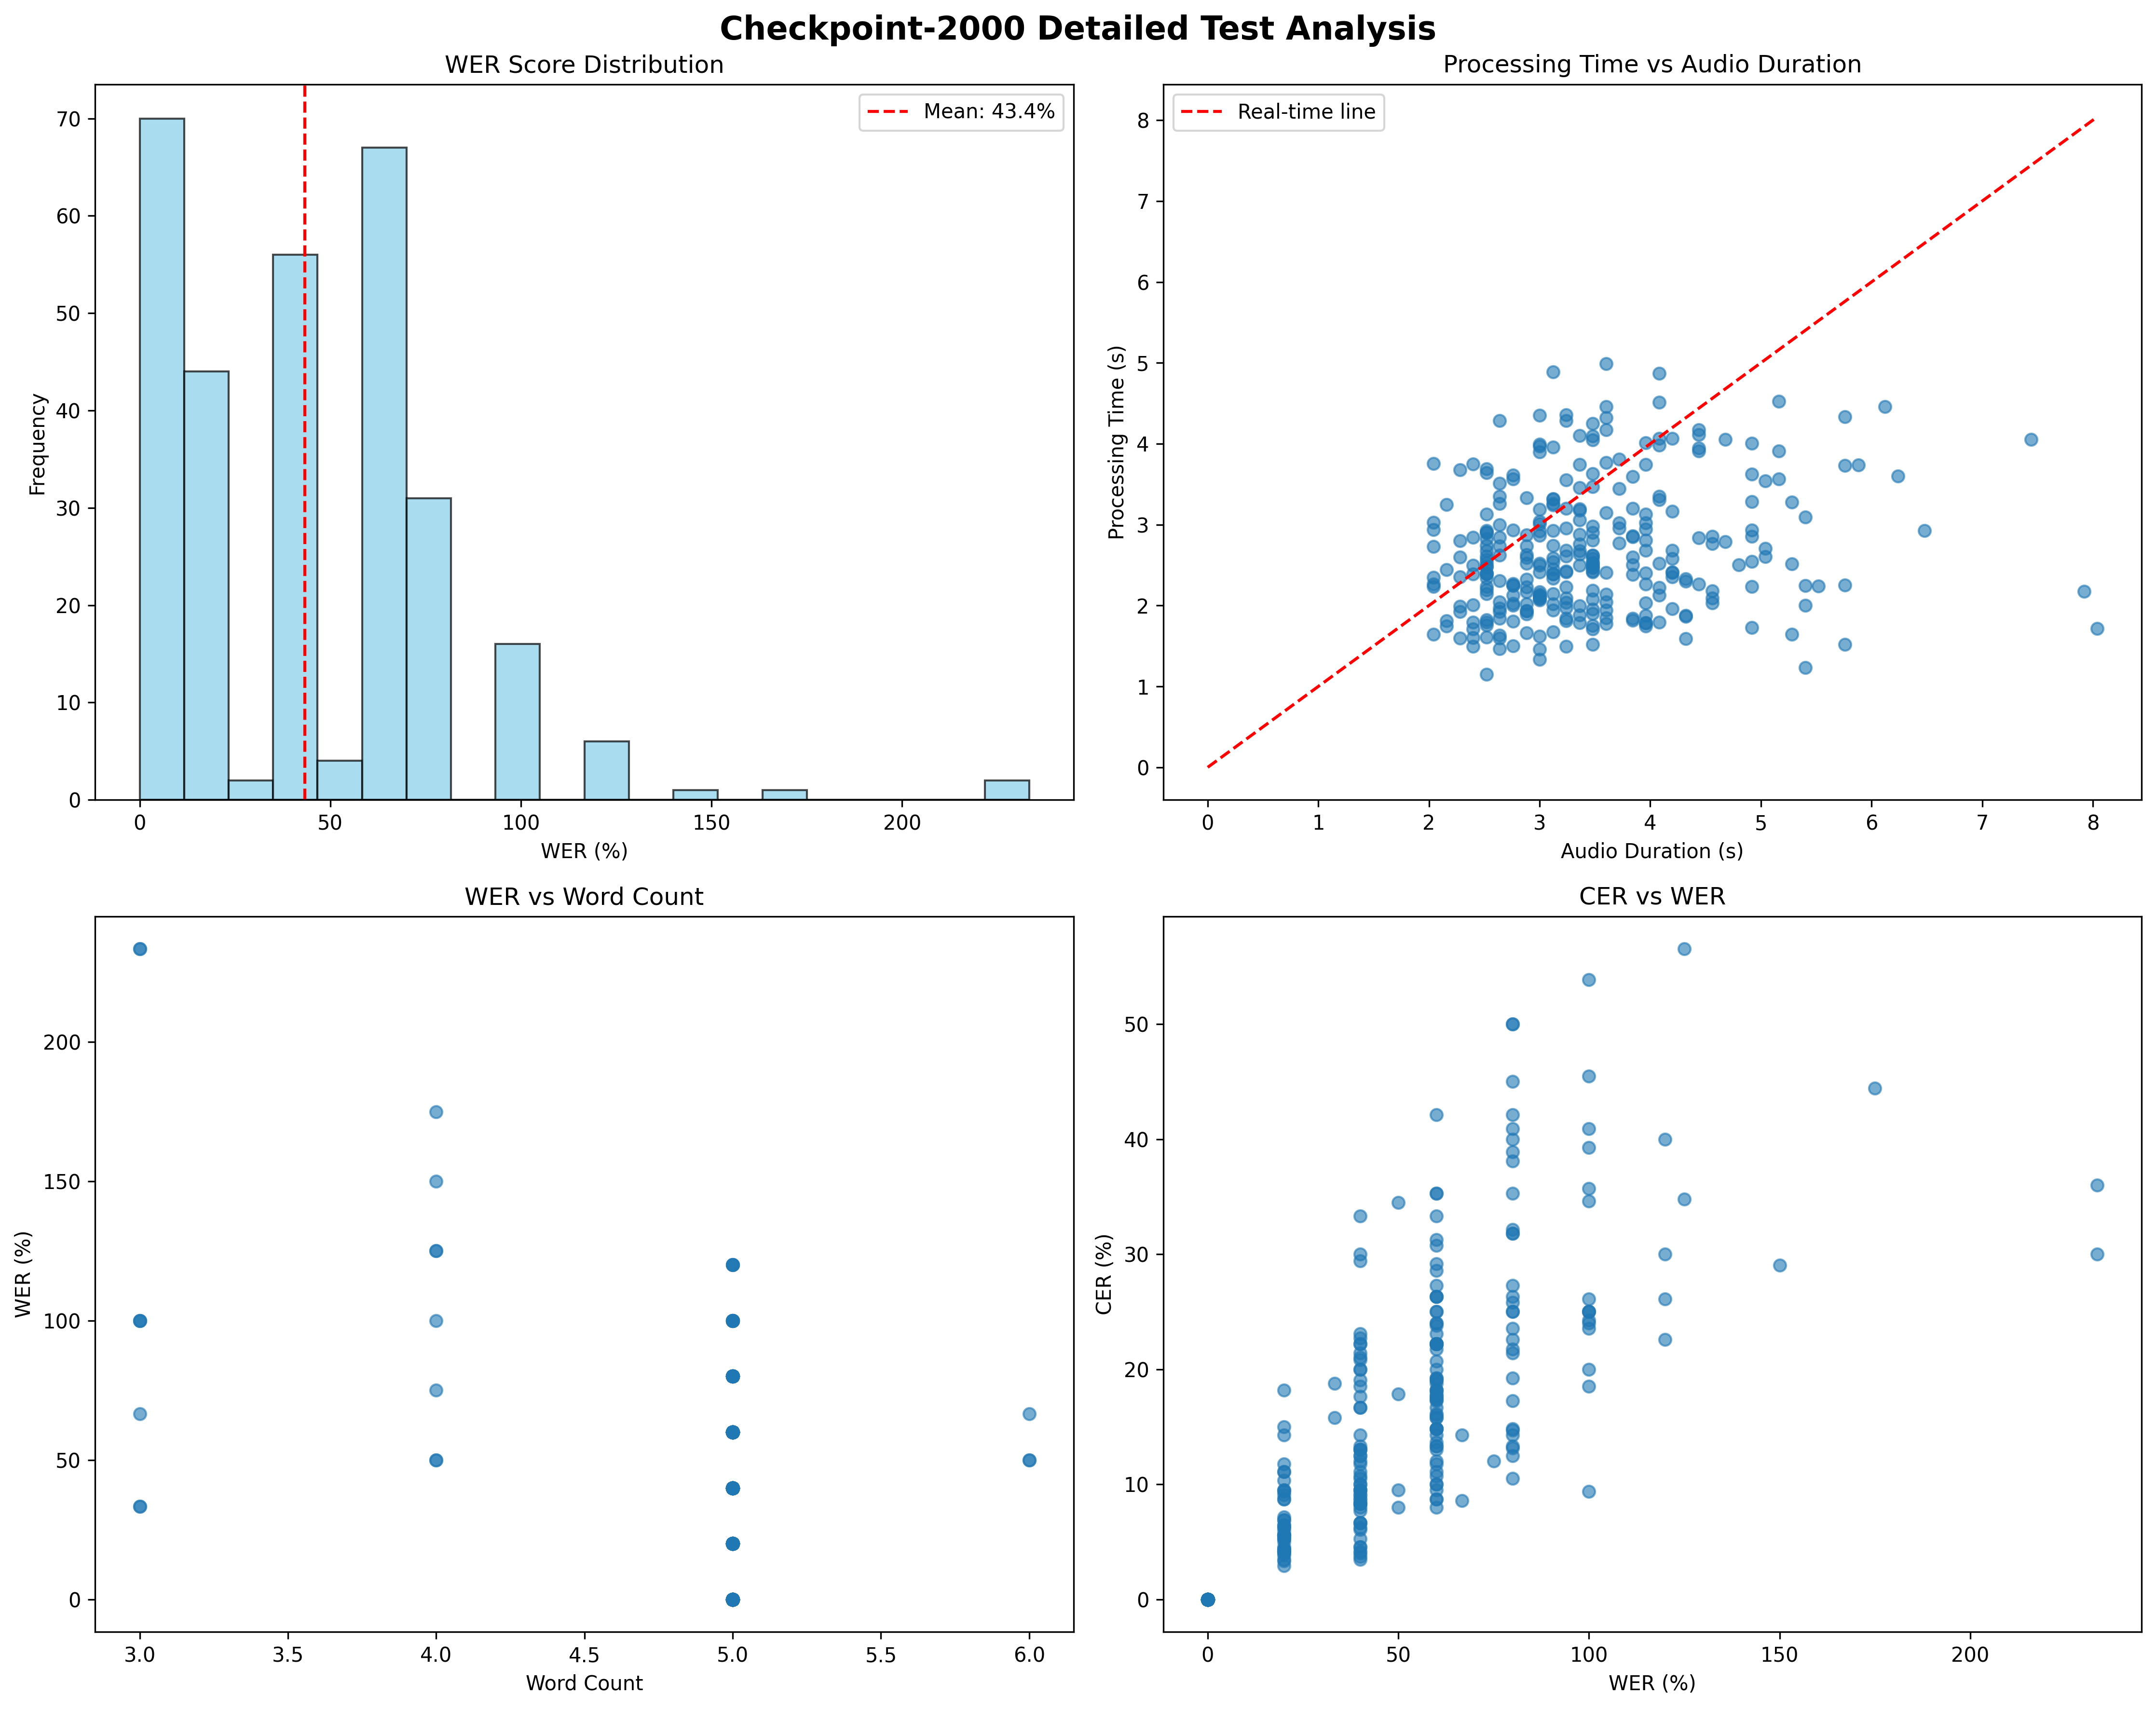 Checkpoint-2000 Detailed Test Analysis
WER Score Distribution
Mean: 43.4%
Frequency
70
60
50
40
30
20
10
0
0 50 100 150 200
WER (%)
Processing Time vs Audio Duration
Real-time line
Processing Time (s)
8
7
6
5
4
3
2
1
0
0 1 2 3 4 5 6 7 8
Audio Duration (s)
WER vs Word Count
WER (%)
200
150
100
50
0
3.0 3.5 4.0 4.5 5.0 5.5 6.0
Word Count
CER vs WER
CER (%)
50
40
30
20
10
0
0 50 100 150 200
WER (%)